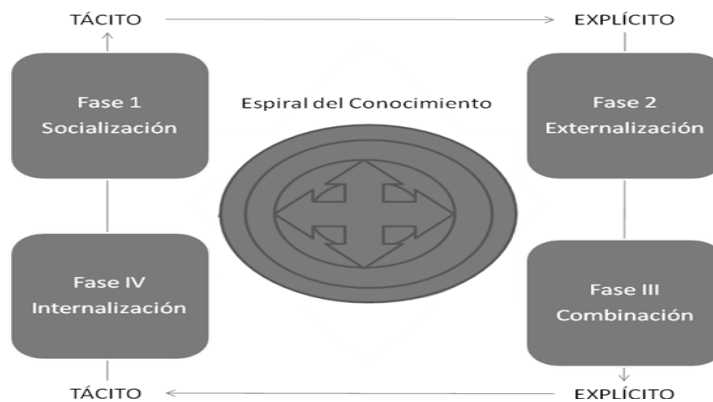 TÁCITO
EXPLÍCITO
Fase 1
Socialización
Espiral del Conocimiento
Fase 2
Externalización
Fase IV
Internalización
Fase III
Combinación
TÁCITO
EXPLÍCITO